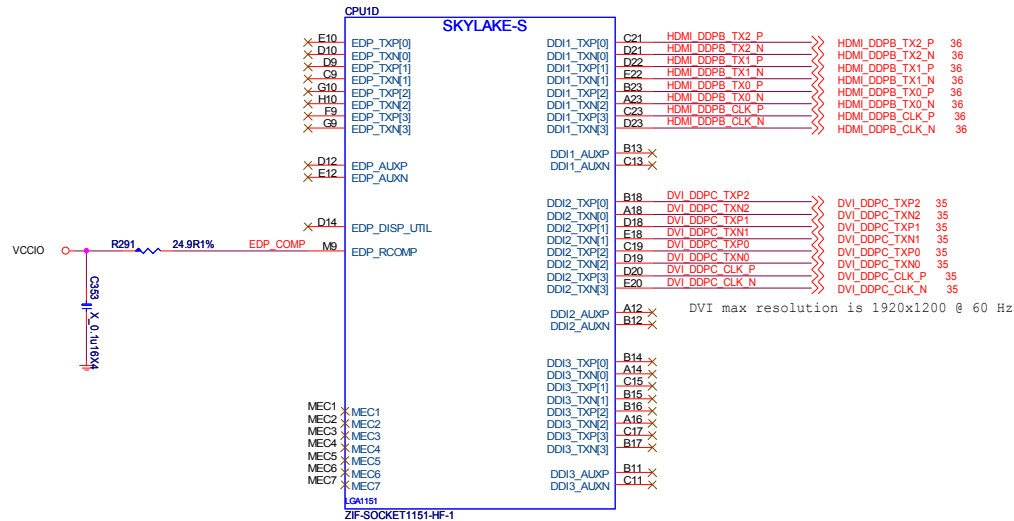 CPU1D
SKYLAKE-S
E10 EDP_TXP[0]
D10 EDP_TXN[0]
D9 EDP_TXP[1]
C9 EDP_TXN[1]
G10 EDP_TXP[2]
H10 EDP_TXN[2]
F9 EDP_TXP[3]
G9 EDP_TXN[3]
D12 EDP_AUXP
E12 EDP_AUXN
D14 EDP_DISP_UTIL
VCCIO R291 24.9R1% EDP_COMP M9 EDP_RCOMP
C353
X_0.1u16X4
MEC1 MEC1
MEC2 MEC2
MEC3 MEC3
MEC4 MEC4
MEC5 MEC5
MEC6 MEC6
MEC7 MEC7
LGA1151
ZIF-SOCKET1151-HF-1
DDI1_TXP[0] C21 HDMI_DDPB_TX2_P HDMI_DDPB_TX2_P 36
DDI1_TXN[0] D21 HDMI_DDPB_TX2_N HDMI_DDPB_TX2_N 36
DDI1_TXP[1] D22 HDMI_DDPB_TX1_P HDMI_DDPB_TX1_P 36
DDI1_TXN[1] E22 HDMI_DDPB_TX1_N HDMI_DDPB_TX1_N 36
DDI1_TXP[2] B23 HDMI_DDPB_TX0_P HDMI_DDPB_TX0_P 36
DDI1_TXN[2] A23 HDMI_DDPB_TX0_N HDMI_DDPB_TX0_N 36
DDI1_TXP[3] C23 HDMI_DDPB_CLK_P HDMI_DDPB_CLK_P 36
DDI1_TXN[3] D23 HDMI_DDPB_CLK_N HDMI_DDPB_CLK_N 36
DDI1_AUXP B13
DDI1_AUXN C13
DDI2_TXP[0] B18 DVI_DDPC_TXP2 DVI_DDPC_TXP2 35
DDI2_TXN[0] A18 DVI_DDPC_TXN2 DVI_DDPC_TXN2 35
DDI2_TXP[1] D18 DVI_DDPC_TXP1 DVI_DDPC_TXP1 35
DDI2_TXN[1] E18 DVI_DDPC_TXN1 DVI_DDPC_TXN1 35
DDI2_TXP[2] C19 DVI_DDPC_TXP0 DVI_DDPC_TXP0 35
DDI2_TXN[2] D19 DVI_DDPC_TXN0 DVI_DDPC_TXN0 35
DDI2_TXP[3] D20 DVI_DDPC_CLK_P DVI_DDPC_CLK_P 35
DDI2_TXN[3] E20 DVI_DDPC_CLK_N DVI_DDPC_CLK_N 35
DDI2_AUXP A12
DDI2_AUXN B12
DVI max resolution is 1920x1200 @ 60 Hz
DDI3_TXP[0] B14
DDI3_TXN[0] A14
DDI3_TXP[1] C15
DDI3_TXN[1] B15
DDI3_TXP[2] B16
DDI3_TXN[2] A16
DDI3_TXP[3] C17
DDI3_TXN[3] B17
DDI3_AUXP B11
DDI3_AUXN C11